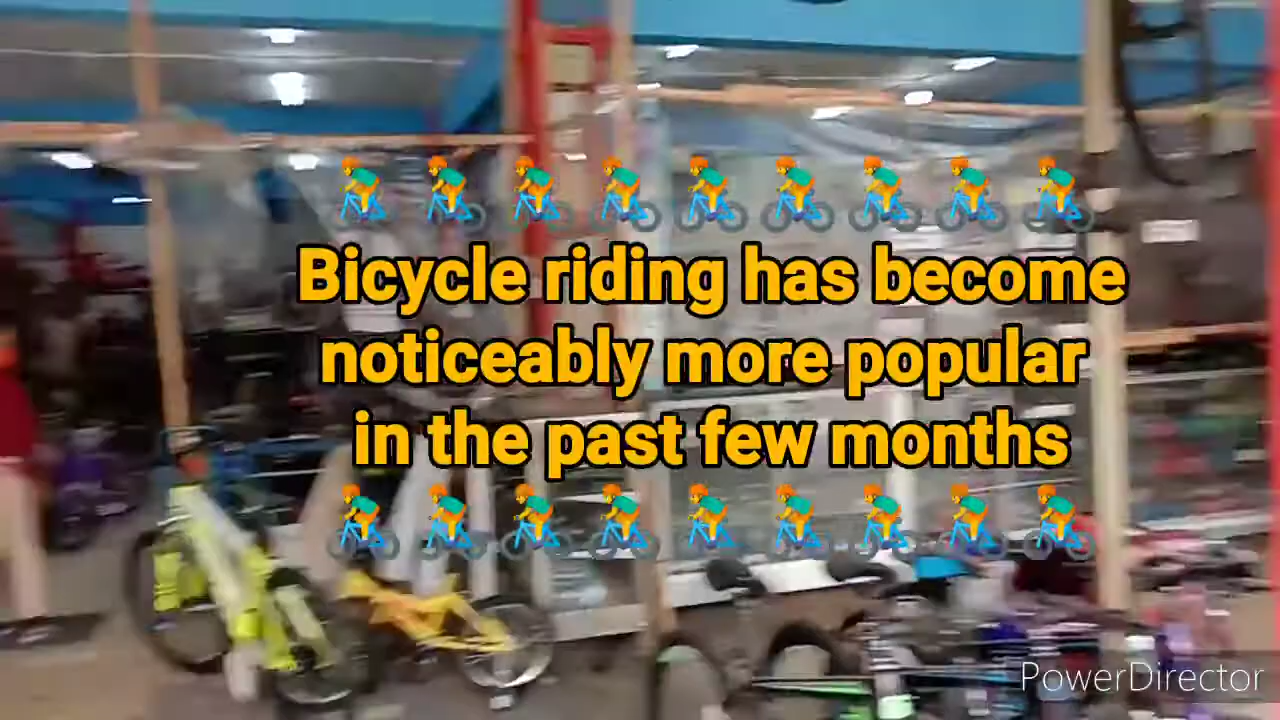 Bicycle riding has become
noticeably more popular
in the past few months
PowerDirector